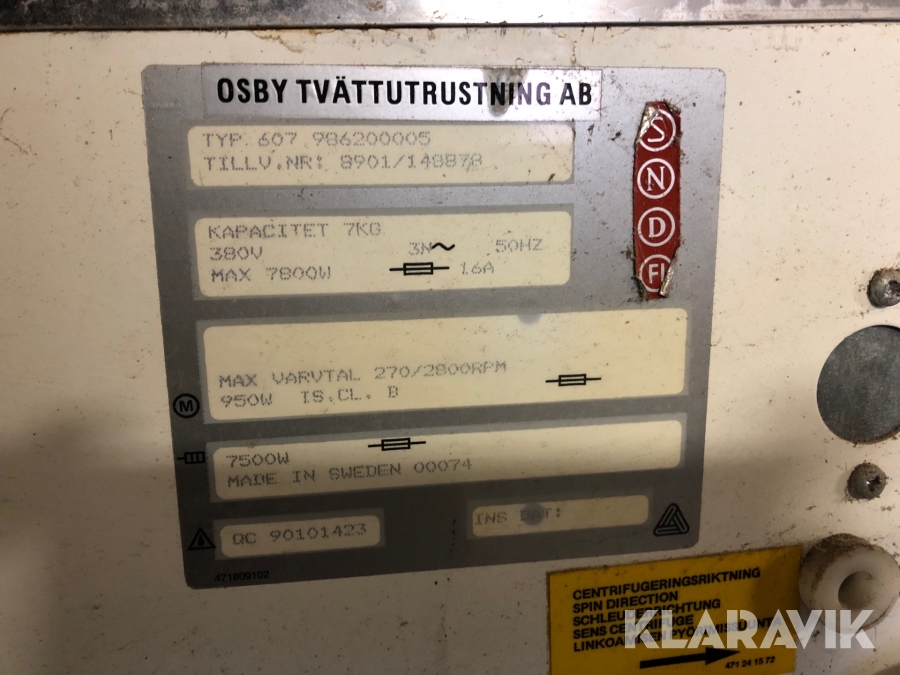 OSBY TVÄTTUTRUSTNING AB
TYP 607 986200005
TILLV.NR: 8901/148878
S
N
D
FI
KAPACITET 7KG
380V 3N~ 50HZ
MAX 7800W 16A
MAX VARVTAL 270/2800RPM
M
950W IS.CL. B
7500W
MADE IN SWEDEN 00074
QC 90101423
INS DAT:
471809102
CENTRIFUGERINGSRIKTNING
SPIN DIRECTION
SENS CENTRIFUGE
471 24 15 72
KLARAVIK